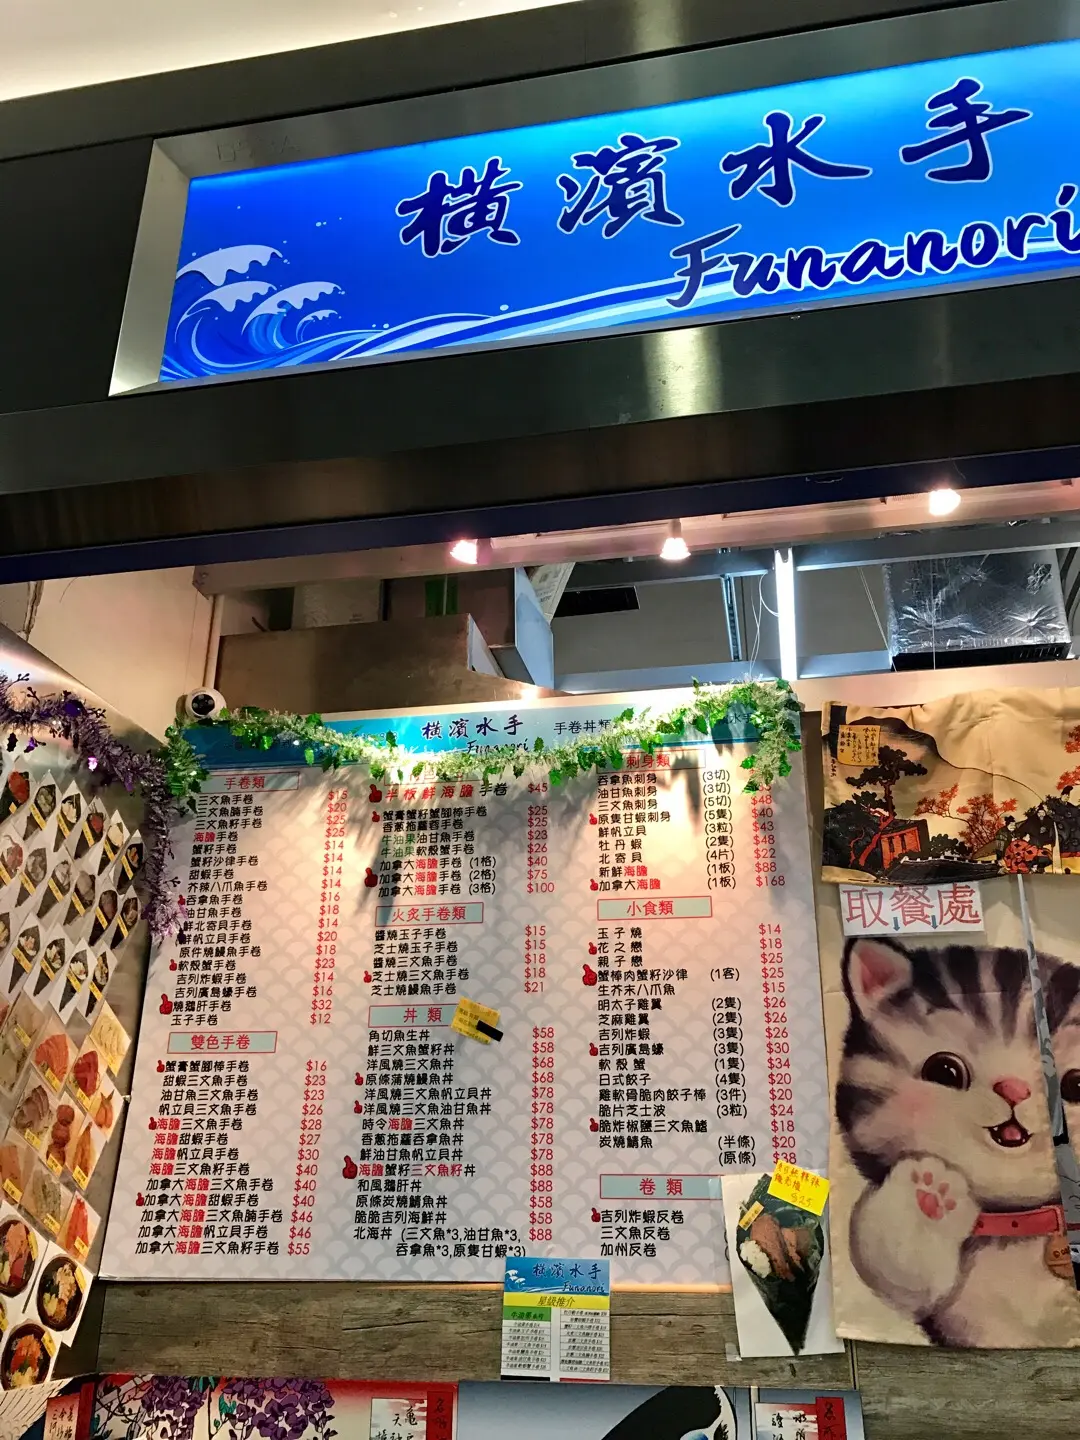 橫濱水手
Funanori
橫濱水手
手卷丼類
Funanori
手卷類
三文魚手卷 $15
三文魚腩手卷 $20
三文魚籽手卷 $25
海膽手卷 $25
蟹籽手卷 $14
蟹籽沙律手卷 $14
甜蝦手卷 $14
芥辣八爪魚手卷 $14
吞拿魚手卷 $16
油甘魚手卷 $18
鮮北寄貝手卷 $14
鮮帆立貝手卷 $20
原件燒鰻魚手卷 $18
軟殼蟹手卷 $23
吉列炸蝦手卷 $14
吉列廣島蠔手卷 $16
燒鵝肝手卷 $32
玉子手卷 $12
雙色手卷
蟹膏蟹腳棒手卷 $16
甜蝦三文魚手卷 $23
油甘魚三文魚手卷 $23
帆立貝三文魚手卷 $26
海膽三文魚手卷 $28
海膽甜蝦手卷 $27
海膽帆立貝手卷 $30
海膽三文魚籽手卷 $40
加拿大海膽三文魚手卷 $40
加拿大海膽甜蝦手卷 $40
加拿大海膽三文魚腩手卷 $46
加拿大海膽帆立貝手卷 $46
加拿大海膽三文魚籽手卷 $55
半板鮮海膽手卷 $45
蟹膏蟹籽蟹腳棒手卷 $25
香蔥拖羅蓉手卷 $25
牛油果油甘魚手卷 $23
牛油果軟殼蟹手卷 $26
加拿大海膽手卷 (1格) $40
加拿大海膽手卷 (2格) $75
加拿大海膽手卷 (3格) $100
火炙手卷類
醬燒玉子手卷 $15
芝士燒玉子手卷 $15
醬燒三文魚手卷 $18
芝士燒三文魚手卷 $18
芝士燒鰻魚手卷 $21
丼類
角切魚生丼 $58
鮮三文魚蟹籽丼 $58
洋風燒三文魚丼 $68
原條蒲燒鰻魚丼 $68
洋風燒三文魚帆立貝丼 $78
洋風燒三文魚油甘魚丼 $78
時令海膽三文魚丼 $78
香蔥拖羅吞拿魚丼 $78
鮮油甘魚帆立貝丼 $78
海膽蟹籽三文魚籽丼 $88
和風鵝肝丼 $88
原條炭燒鯖魚丼 $58
脆脆吉列海鮮丼 $58
北海丼 (三文魚*3,油甘魚*3, $88
吞拿魚*3,原隻甘蝦*3)
刺身類
吞拿魚刺身 (3切)
油甘魚刺身 (3切)
三文魚刺身 (5切) $48
原隻甘蝦刺身 (5隻) $40
鮮帆立貝 (3粒) $43
牡丹蝦 (2隻) $48
北寄貝 (4片) $22
新鮮海膽 (1板) $88
加拿大海膽 (1板) $168
小食類
玉子燒 $14
花之戀 $18
親子戀 $25
蟹棒肉蟹籽沙律 (1客) $25
生芥末八爪魚 $15
明太子雞翼 (2隻) $26
芝麻雞翼 (2隻) $26
吉列炸蝦 (3隻) $26
吉列廣島蠔 (3隻) $30
軟殼蟹 (1隻) $34
日式餃子 (4隻) $20
雞軟骨脆肉餃子棒 (3件) $20
脆片芝士波 (3粒) $24
脆炸椒鹽三文魚鰭 $18
炭燒鯖魚 (半條) $20
(原條) $38
卷類
吉列炸蝦反卷
三文魚反卷
加州反卷
取餐處
$25
橫濱水手
Funanori
星級推介